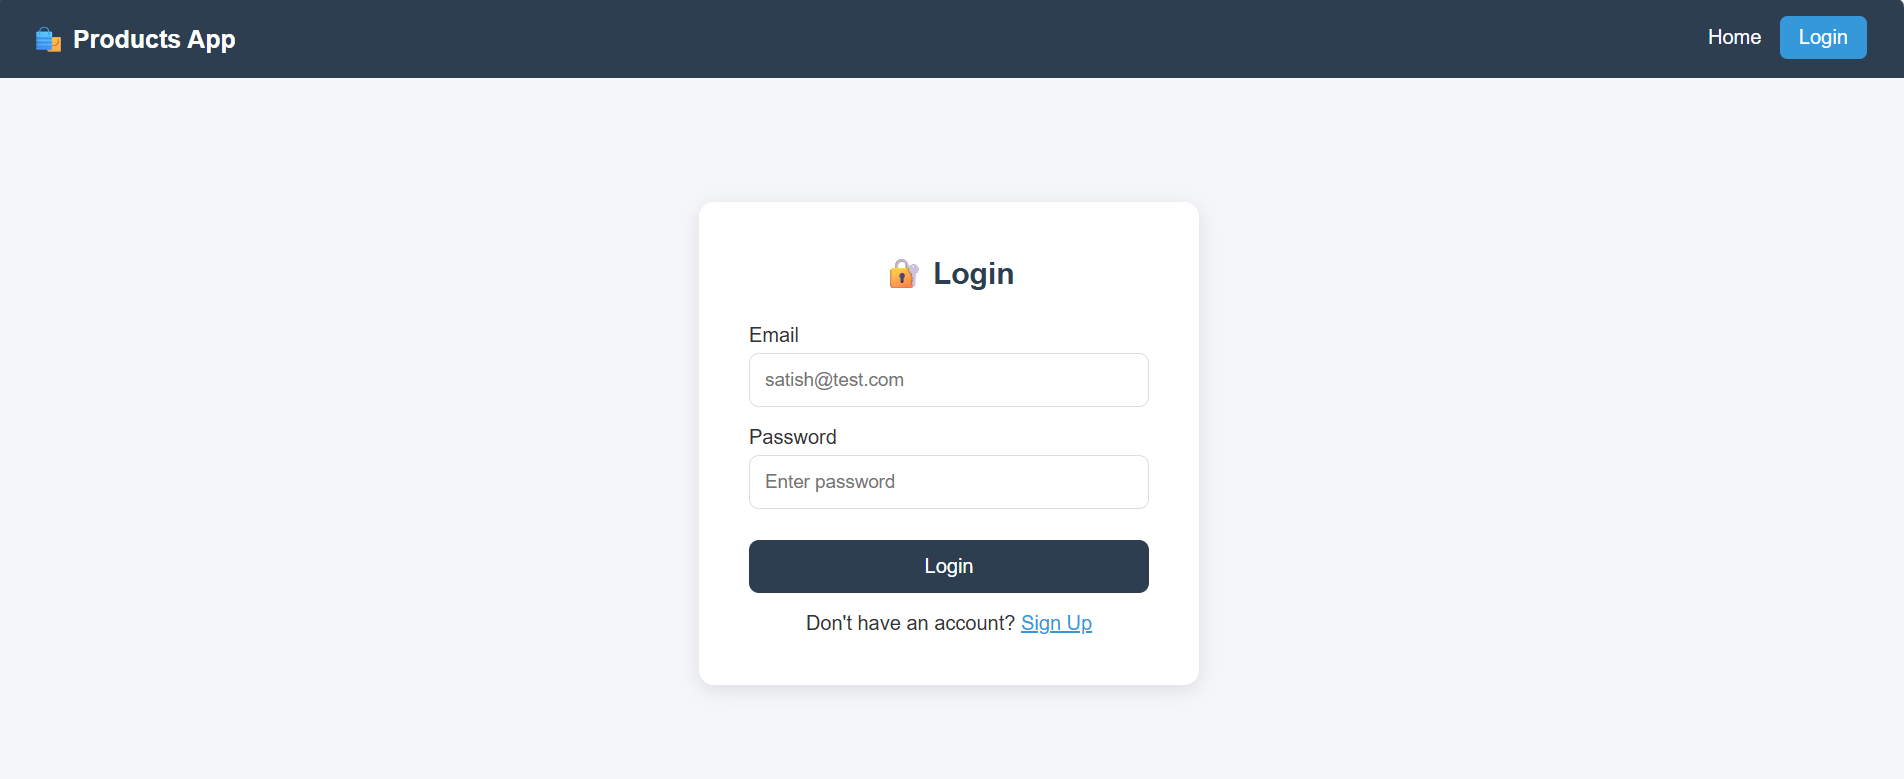 Products App
Home
Login
Login
Email
satish@test.com
Password
Enter password
Login
Don't have an account? Sign Up